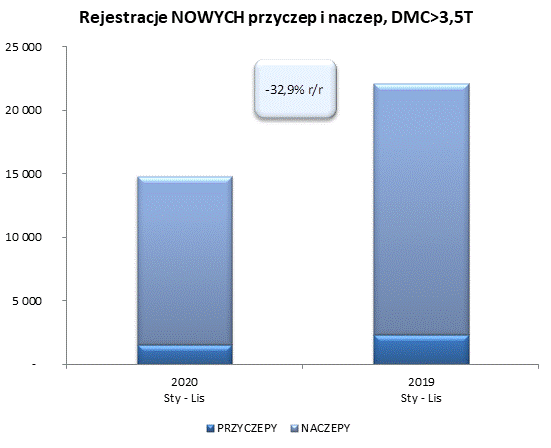 Rejestracje NOWYCH przyczep i naczep, DMC>3,5T
25 000
-32,9% r/r
20 000
15 000
10 000
5 000
-
2020
Sty - Lis
2019
Sty - Lis
PRZYCZEPY
NACZEPY